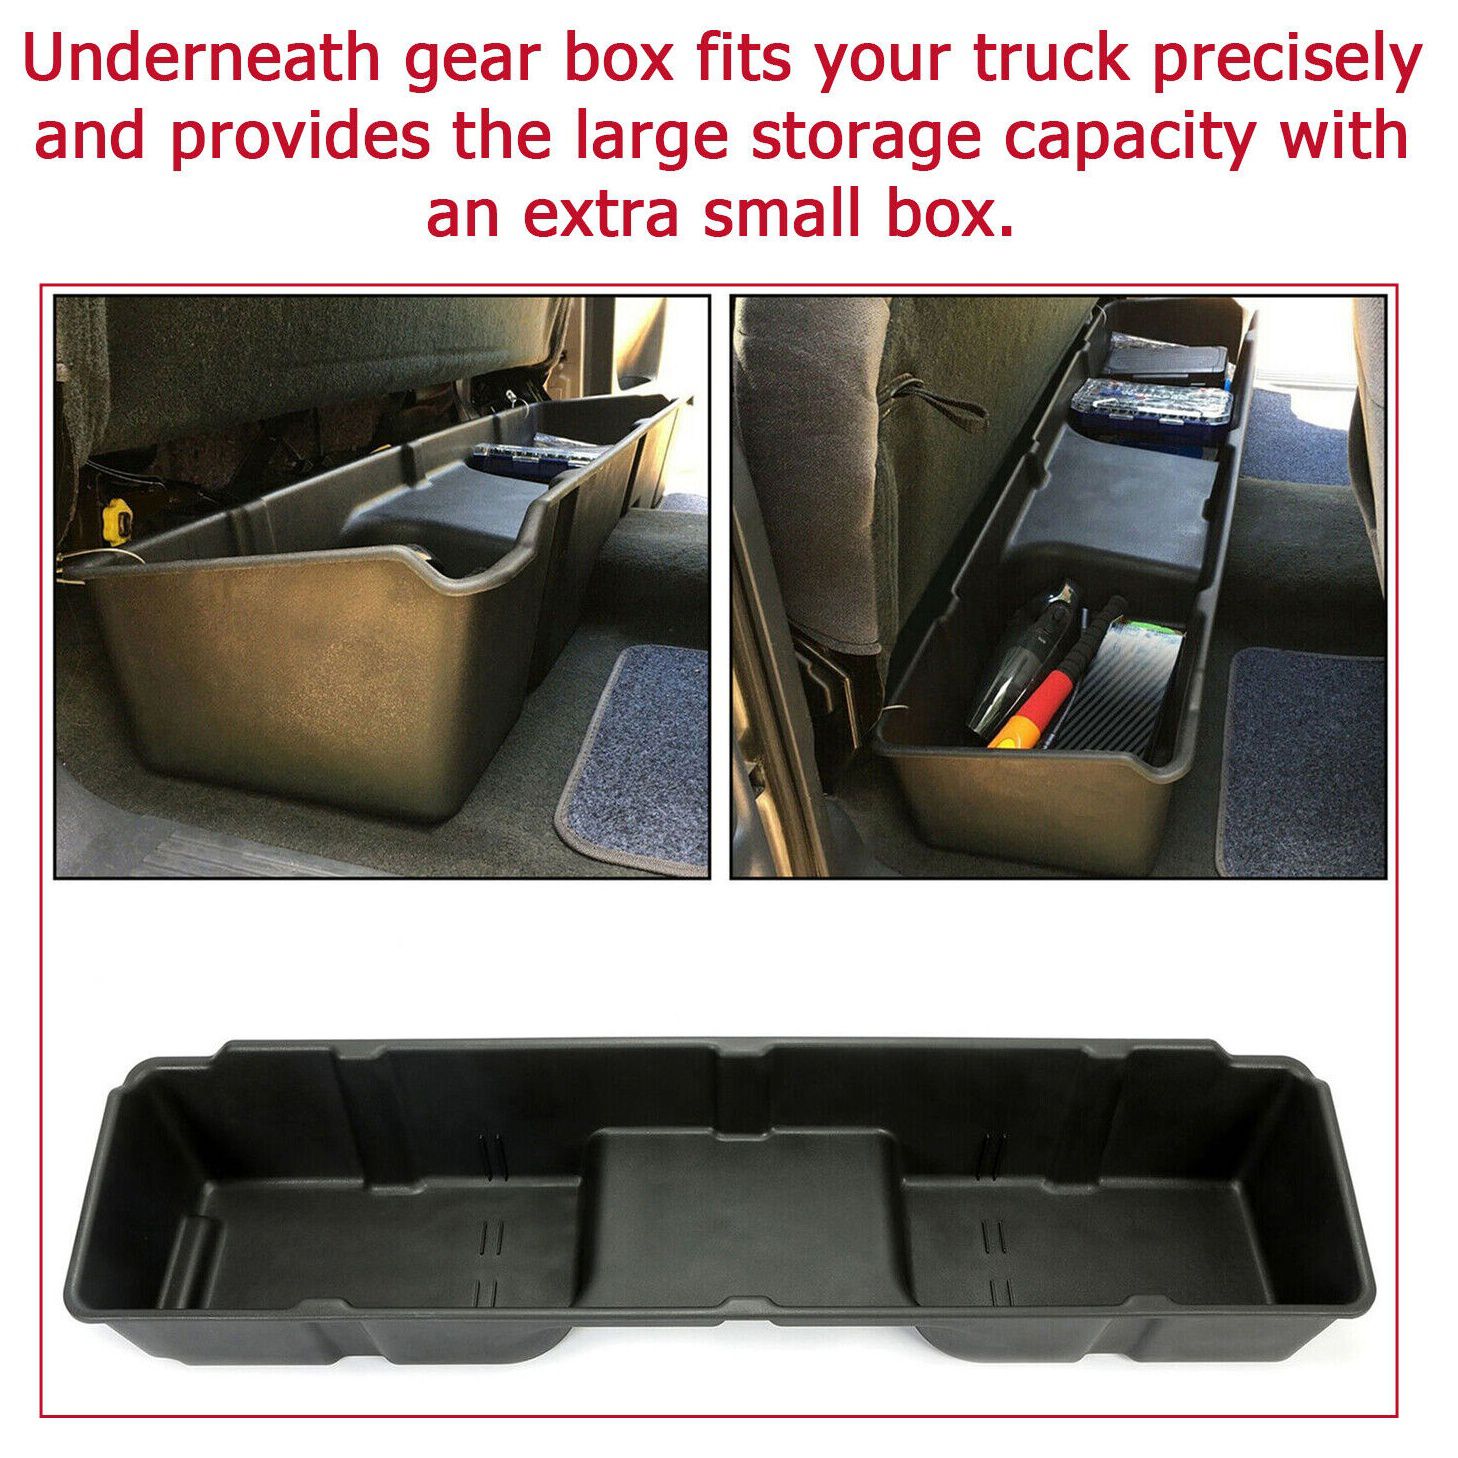 Underneath gear box fits your truck precisely
and provides the large storage capacity with
an extra small box.